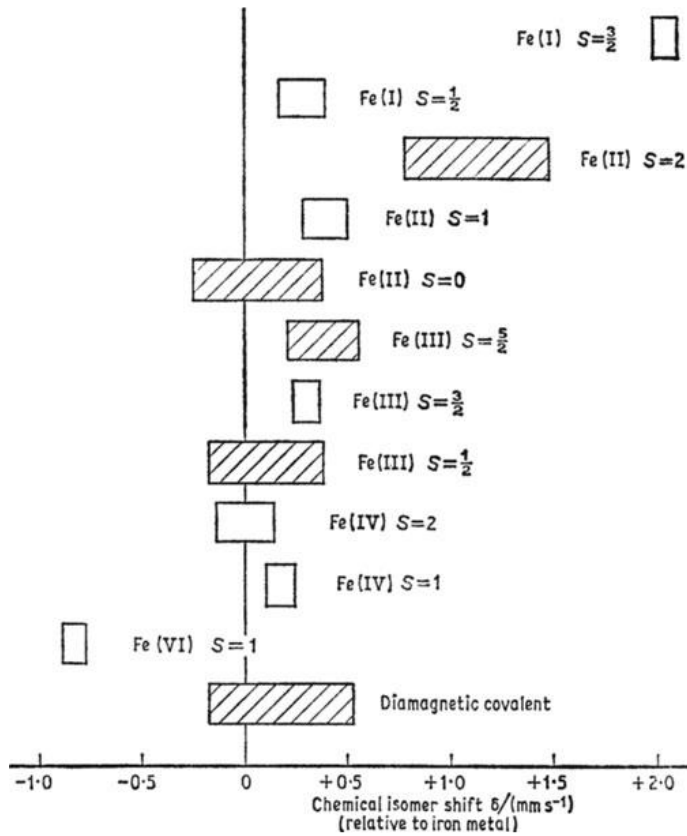 Fe(I) S=3/2
Fe(I) S=1/2
Fe(II) S=2
Fe(II) S=1
Fe(II) S=0
Fe(III) S=5/2
Fe(III) S=3/2
Fe(III) S=1/2
Fe(IV) S=2
Fe(IV) S=1
Fe(VI) S=1
Diamagnetic covalent
-1·0 -0·5 0 +0·5 +1·0 +1·5 +2·0
Chemical isomer shift δ/(mm s⁻¹)
(relative to iron metal)